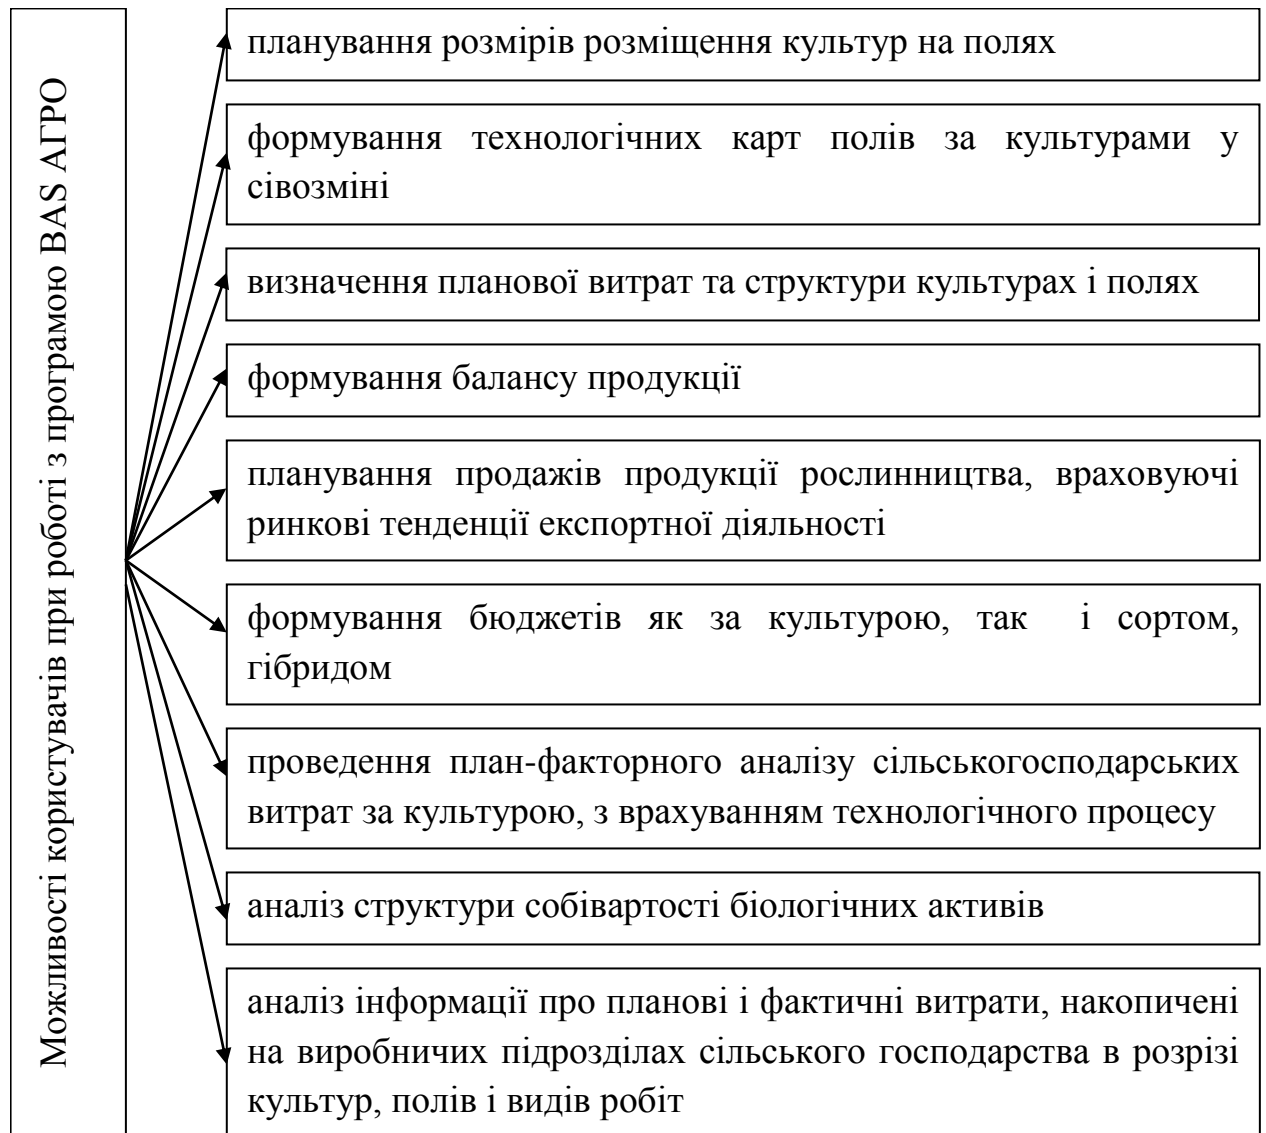 Можливості користувачів при роботі з програмою BAS АГРО
планування розмірів розміщення культур на полях
формування технологічних карт полів за культурами у
сівозміні
визначення планової витрат та структури культурах і полях
формування балансу продукції
планування продажів продукції рослинництва, враховуючі
ринкові тенденції експортної діяльності
формування бюджетів як за культурою, так і сортом,
гібридом
проведення план-факторного аналізу сільськогосподарських
витрат за культурою, з врахуванням технологічного процесу
аналіз структури собівартості біологічних активів
аналіз інформації про планові і фактичні витрати, накопичені
на виробничих підрозділах сільського господарства в розрізі
культур, полів і видів робіт